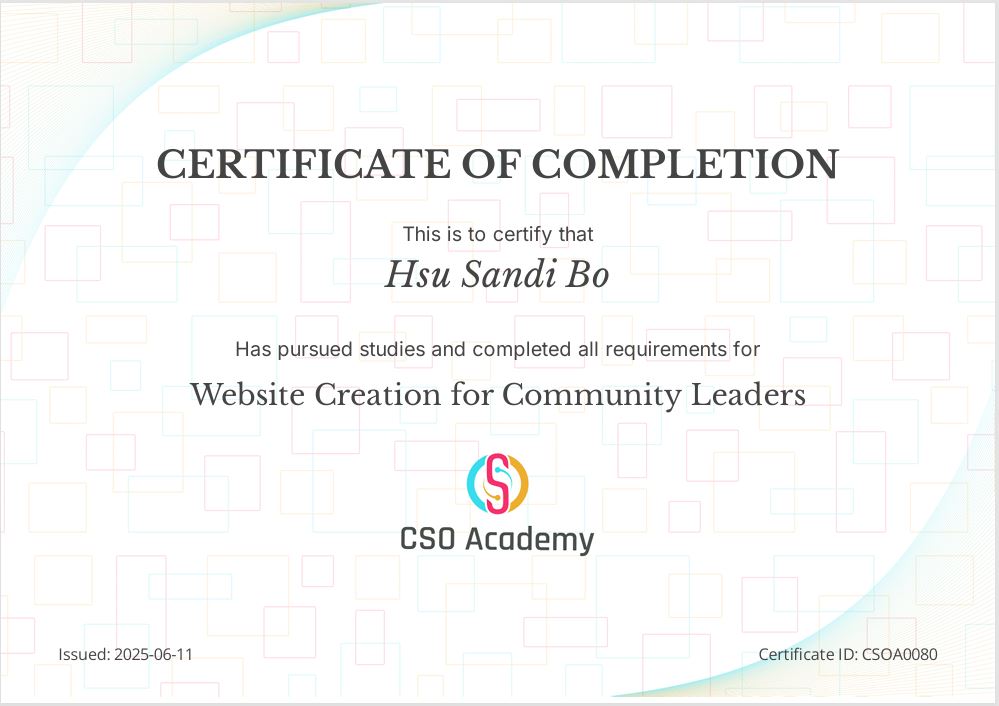 CERTIFICATE OF COMPLETION
This is to certify that
Hsu Sandi Bo
Has pursued studies and completed all requirements for
Website Creation for Community Leaders
CSO Academy
Issued: 2025-06-11
Certificate ID: CSOA0080